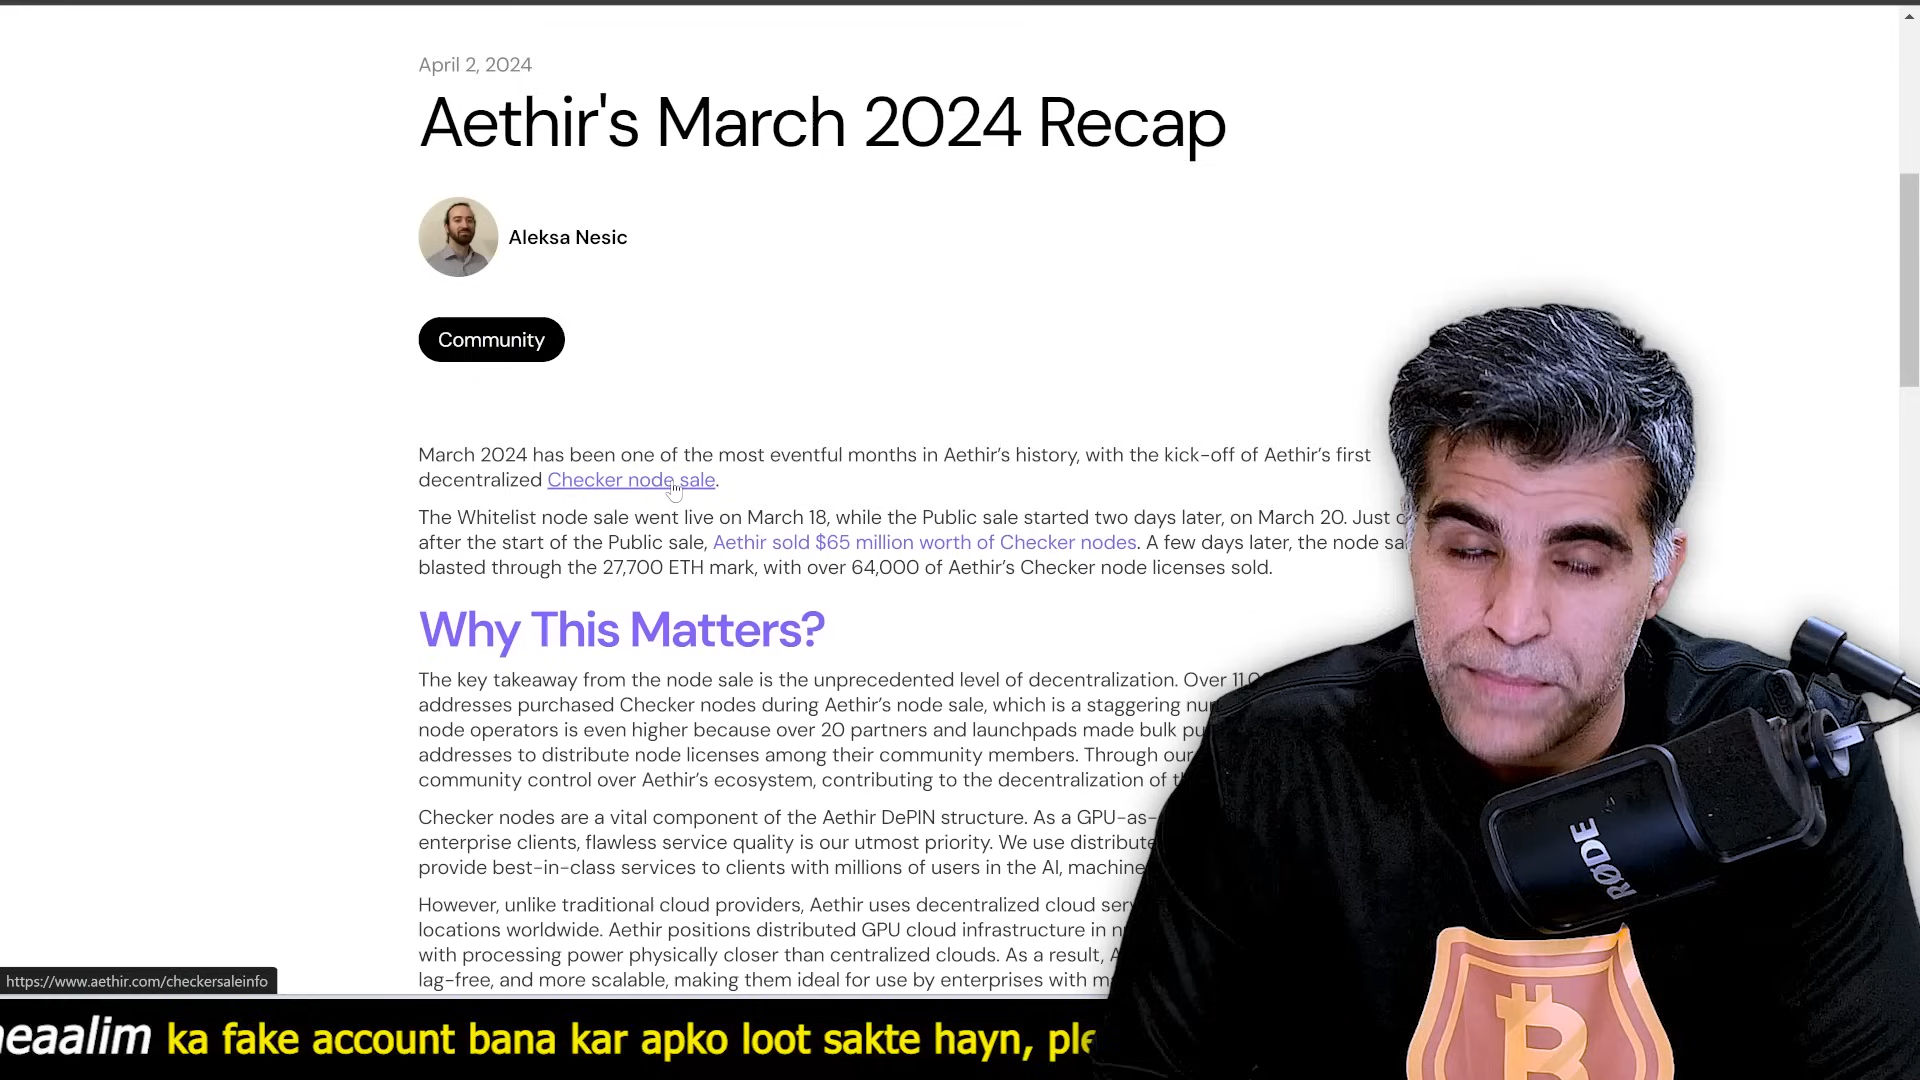 April 2, 2024
Aethir's March 2024 Recap
Aleksa Nesic
Community
March 2024 has been one of the most eventful months in Aethir's history, with the kick-off of Aethir's first
decentralized Checker node sale.
The Whitelist node sale went live on March 18, while the Public sale started two days later, on March 20. Just
after the start of the Public sale, Aethir sold $65 million worth of Checker nodes. A few days later, the node
blasted through the 27,700 ETH mark, with over 64,000 of Aethir's Checker node licenses sold.
Why This Matters?
The key takeaway from the node sale is the unprecedented level of decentralization. Over
addresses purchased Checker nodes during Aethir's node sale, which is a staggering
node operators is even higher because over 20 partners and launchpads made bulk
addresses to distribute node licenses among their community members. Through our
community control over Aethir's ecosystem, contributing to the decentralization of
Checker nodes are a vital component of the Aethir DePIN structure. As a GPU-as-
enterprise clients, flawless service quality is our utmost priority. We use
provide best-in-class services to clients with millions of users in the AI, machine
However, unlike traditional cloud providers, Aethir uses decentralized cloud
locations worldwide. Aethir positions distributed GPU cloud infrastructure in
with processing power physically closer than centralized clouds. As a result,
lag-free, and more scalable, making them ideal for use by enterprises with
https://www.aethir.com/checkersaleinfo
ka fake account bana kar apko loot sakte hayn,
RØDE